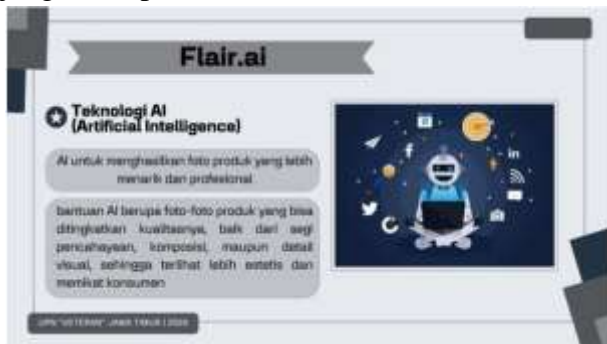 Flair.ai
Teknologi AI
(Artificial Intelligence)
AI untuk menghasilkan foto produk yang lebih
menarik dan profesional
bantuan AI berupa foto-foto produk yang bisa
ditingkatkan kualitasnya, baik dari segi
pencahayaan, komposisi, maupun detail
visual, sehingga terlihat lebih estetis dan
memikat konsumen
UPN "VETERAN" JAWA TIMUR |
in